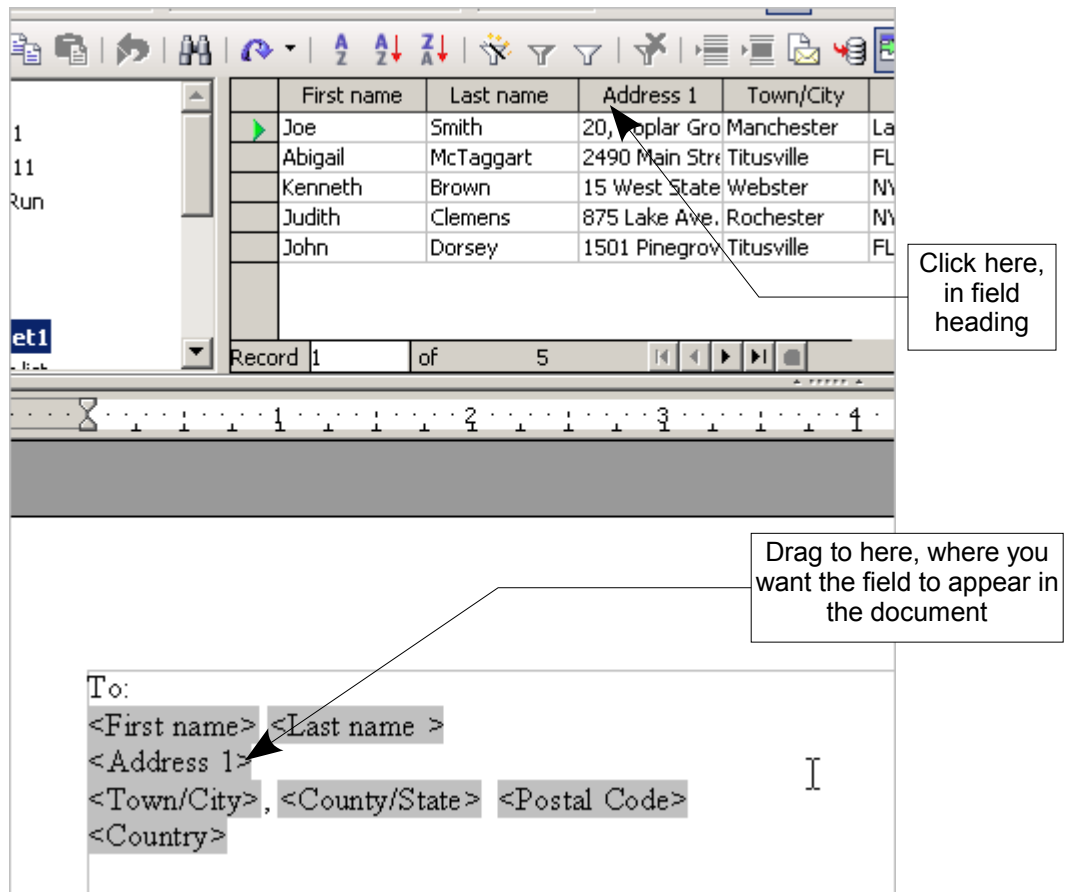 First name Last name Address 1 Town/City
1 Joe Smith 20, Poplar Gro Manchester La
11 Abigail McTaggart 2490 Main Stre Titusville FL
Run Kenneth Brown 15 West State Webster NY
Judith Clemens 875 Lake Ave. Rochester NY
John Dorsey 1501 Pinegrov Titusville FL
Click here,
in field
heading
et1
Record 1 of 5
1 2 3 4
Drag to here, where you
want the field to appear in
the document
To:
<First name> <Last name >
<Address 1>
<Town/City>, <County/State> <Postal Code>
<Country>